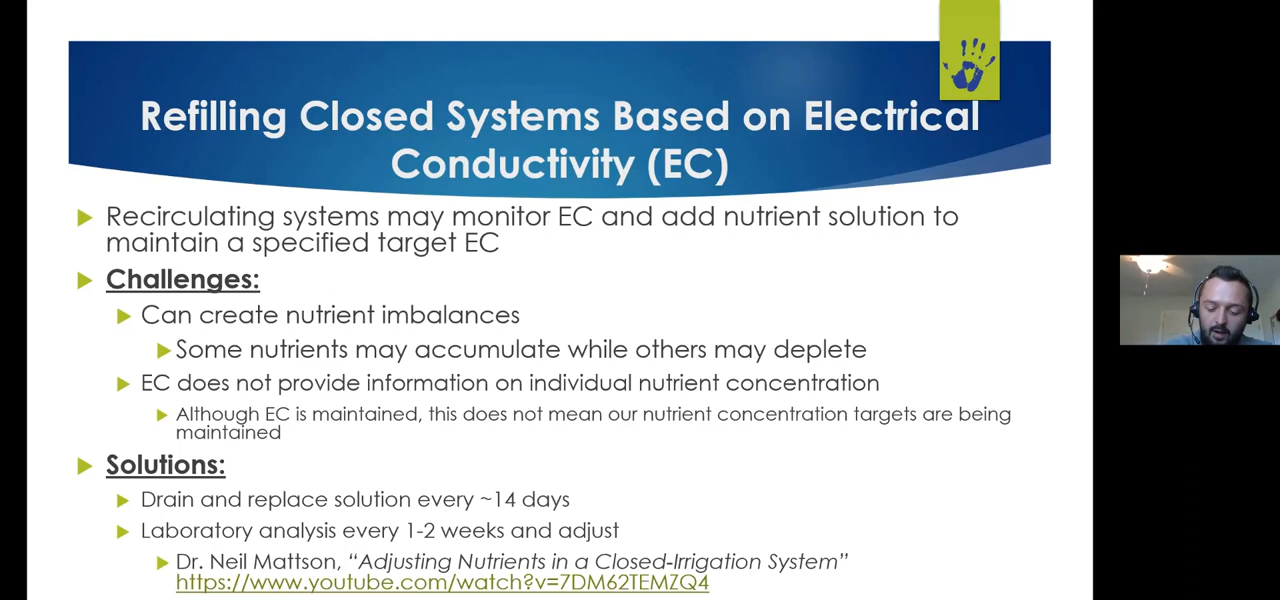 Refilling Closed Systems Based on Electrical
Conductivity (EC)
Recirculating systems may monitor EC and add nutrient solution to
maintain a specified target EC
Challenges:
Can create nutrient imbalances
Some nutrients may accumulate while others may deplete
EC does not provide information on individual nutrient concentration
Although EC is maintained, this does not mean our nutrient concentration targets are being
maintained
Solutions:
Drain and replace solution every ~14 days
Laboratory analysis every 1-2 weeks and adjust
Dr. Neil Mattson, “Adjusting Nutrients in a Closed-Irrigation System”
https://www.youtube.com/watch?v=7DM62TEMZQ4